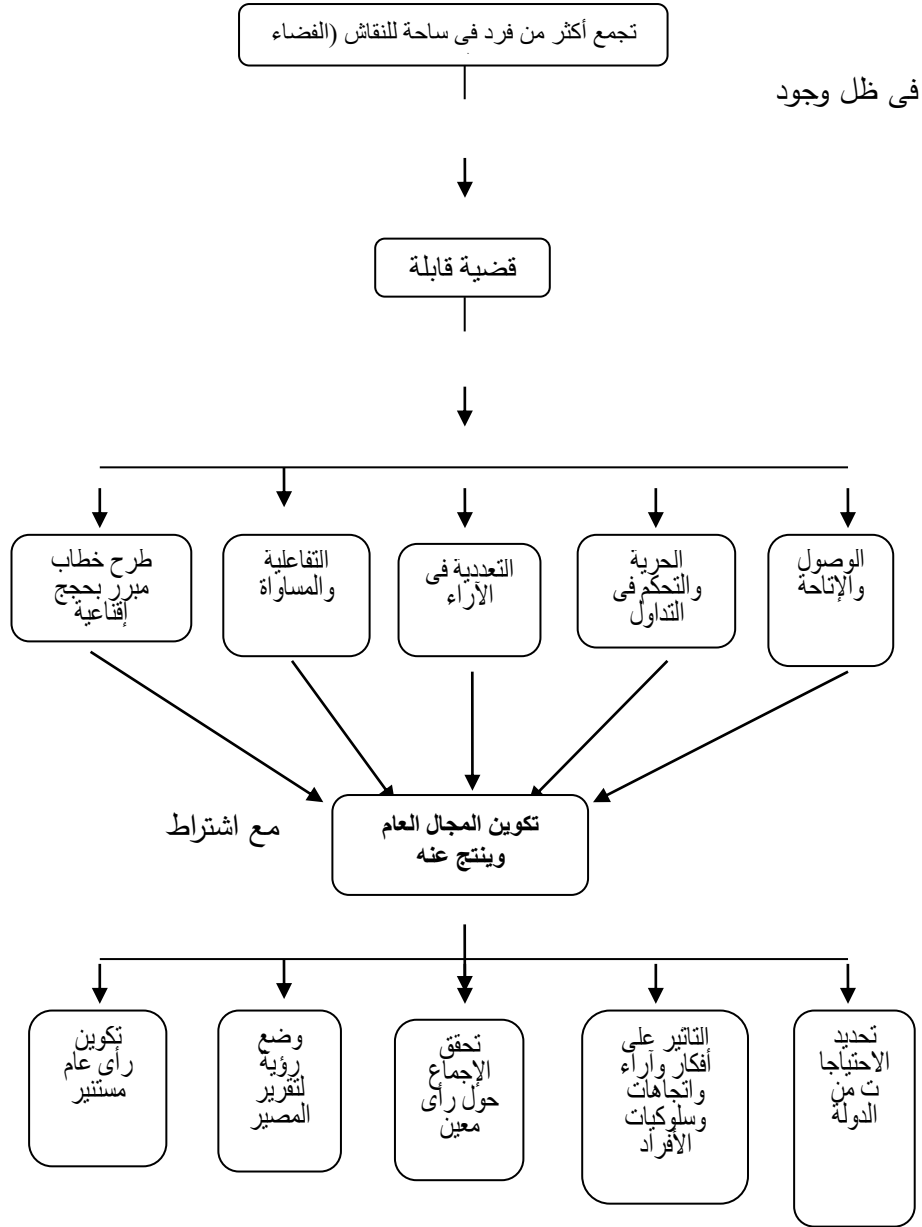 تجمع أكثر من فرد فى ساحة للنقاش (الفضاء
فى ظل وجود
قضية قابلة
الوصول
والإتاحة
الحرية
والتحكم فى
التداول
التعددية فى
الآراء
التفاعلية
والمساواة
طرح خطاب
مبرر بحجج
إقناعية
مع اشتراط
تكوين المجال العام
وينتج عنه
تحديد
الاحتياجا
ت من
الدولة
التاثير على
أفكار وآراء
واتجاهات
وسلوكيات
الأفراد
تحقق
الإجماع
حول رأى
معين
وضع
رؤية
لتقرير
المصير
تكوين
رأى عام
مستنير